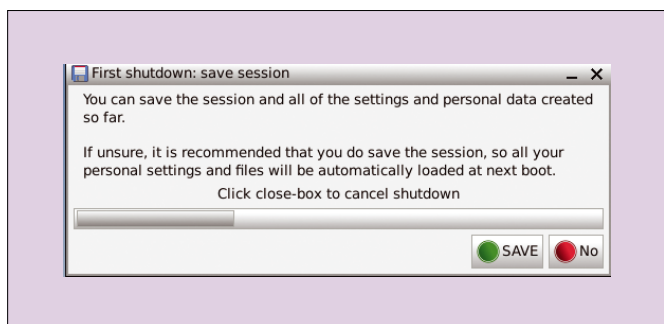 First shutdown: save session
You can save the session and all of the settings and personal data created
so far.
If unsure, it is recommended that you do save the session, so all your
personal settings and files will be automatically loaded at next boot.
Click close-box to cancel shutdown
SAVE
No